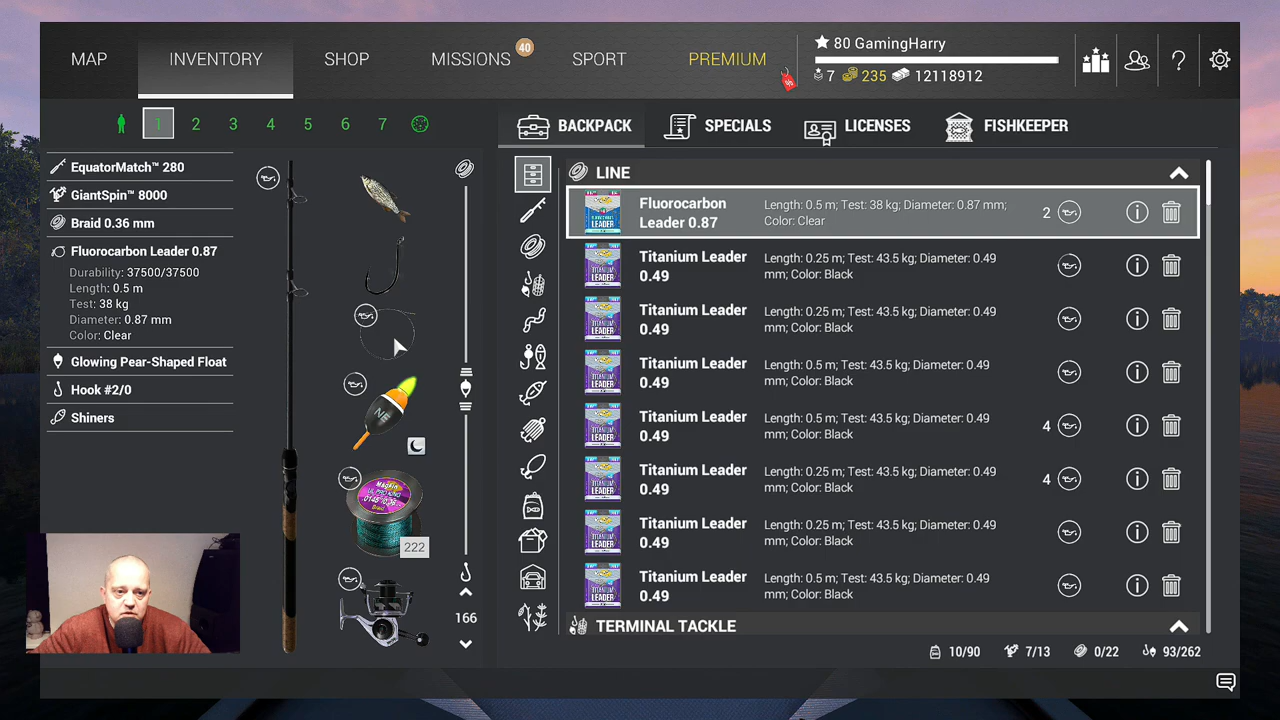 MAP
INVENTORY
SHOP
MISSIONS
40
SPORT
PREMIUM
%
80 GamingHarry
7
235
12118912
?
1
2
3
4
5
6
7
BACKPACK
SPECIALS
LICENSES
FISHKEEPER
EquatorMatch™ 280
GiantSpin™ 8000
Braid 0.36 mm
Fluorocarbon Leader 0.87
Durability: 37500/37500
Length: 0.5 m
Test: 38 kg
Diameter: 0.87 mm
Color: Clear
Glowing Pear-Shaped Float
Hook #2/0
Shiners
222
166
LINE
Fluorocarbon
Leader 0.87
Length: 0.5 m; Test: 38 kg; Diameter: 0.87 mm;
Color: Clear
2
Titanium Leader
0.49
Length: 0.25 m; Test: 43.5 kg; Diameter: 0.49
mm; Color: Black
Titanium Leader
0.49
Length: 0.5 m; Test: 43.5 kg; Diameter: 0.49
mm; Color: Black
Titanium Leader
0.49
Length: 0.25 m; Test: 43.5 kg; Diameter: 0.49
mm; Color: Black
Titanium Leader
0.49
Length: 0.5 m; Test: 43.5 kg; Diameter: 0.49
mm; Color: Black
4
Titanium Leader
0.49
Length: 0.25 m; Test: 43.5 kg; Diameter: 0.49
mm; Color: Black
4
Titanium Leader
0.49
Length: 0.25 m; Test: 43.5 kg; Diameter: 0.49
mm; Color: Black
Titanium Leader
0.49
Length: 0.5 m; Test: 43.5 kg; Diameter: 0.49
mm; Color: Black
TERMINAL TACKLE
10/90
7/13
0/22
93/262